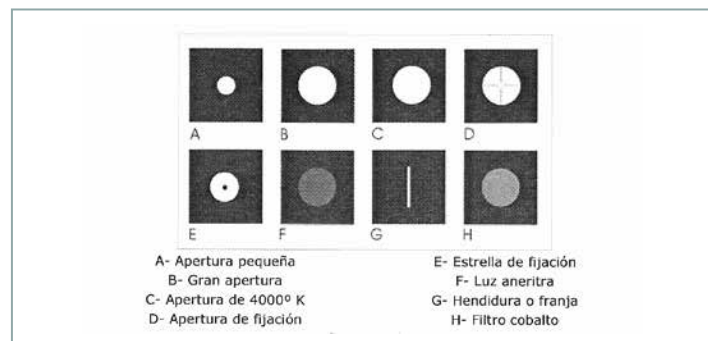 A B C D
E F G H
A- Apertura pequeña
B- Gran apertura
C- Apertura de 4000º K
D- Apertura de fijación
E- Estrella de fijación
F- Luz aneritra
G- Hendidura o franja
H- Filtro cobalto